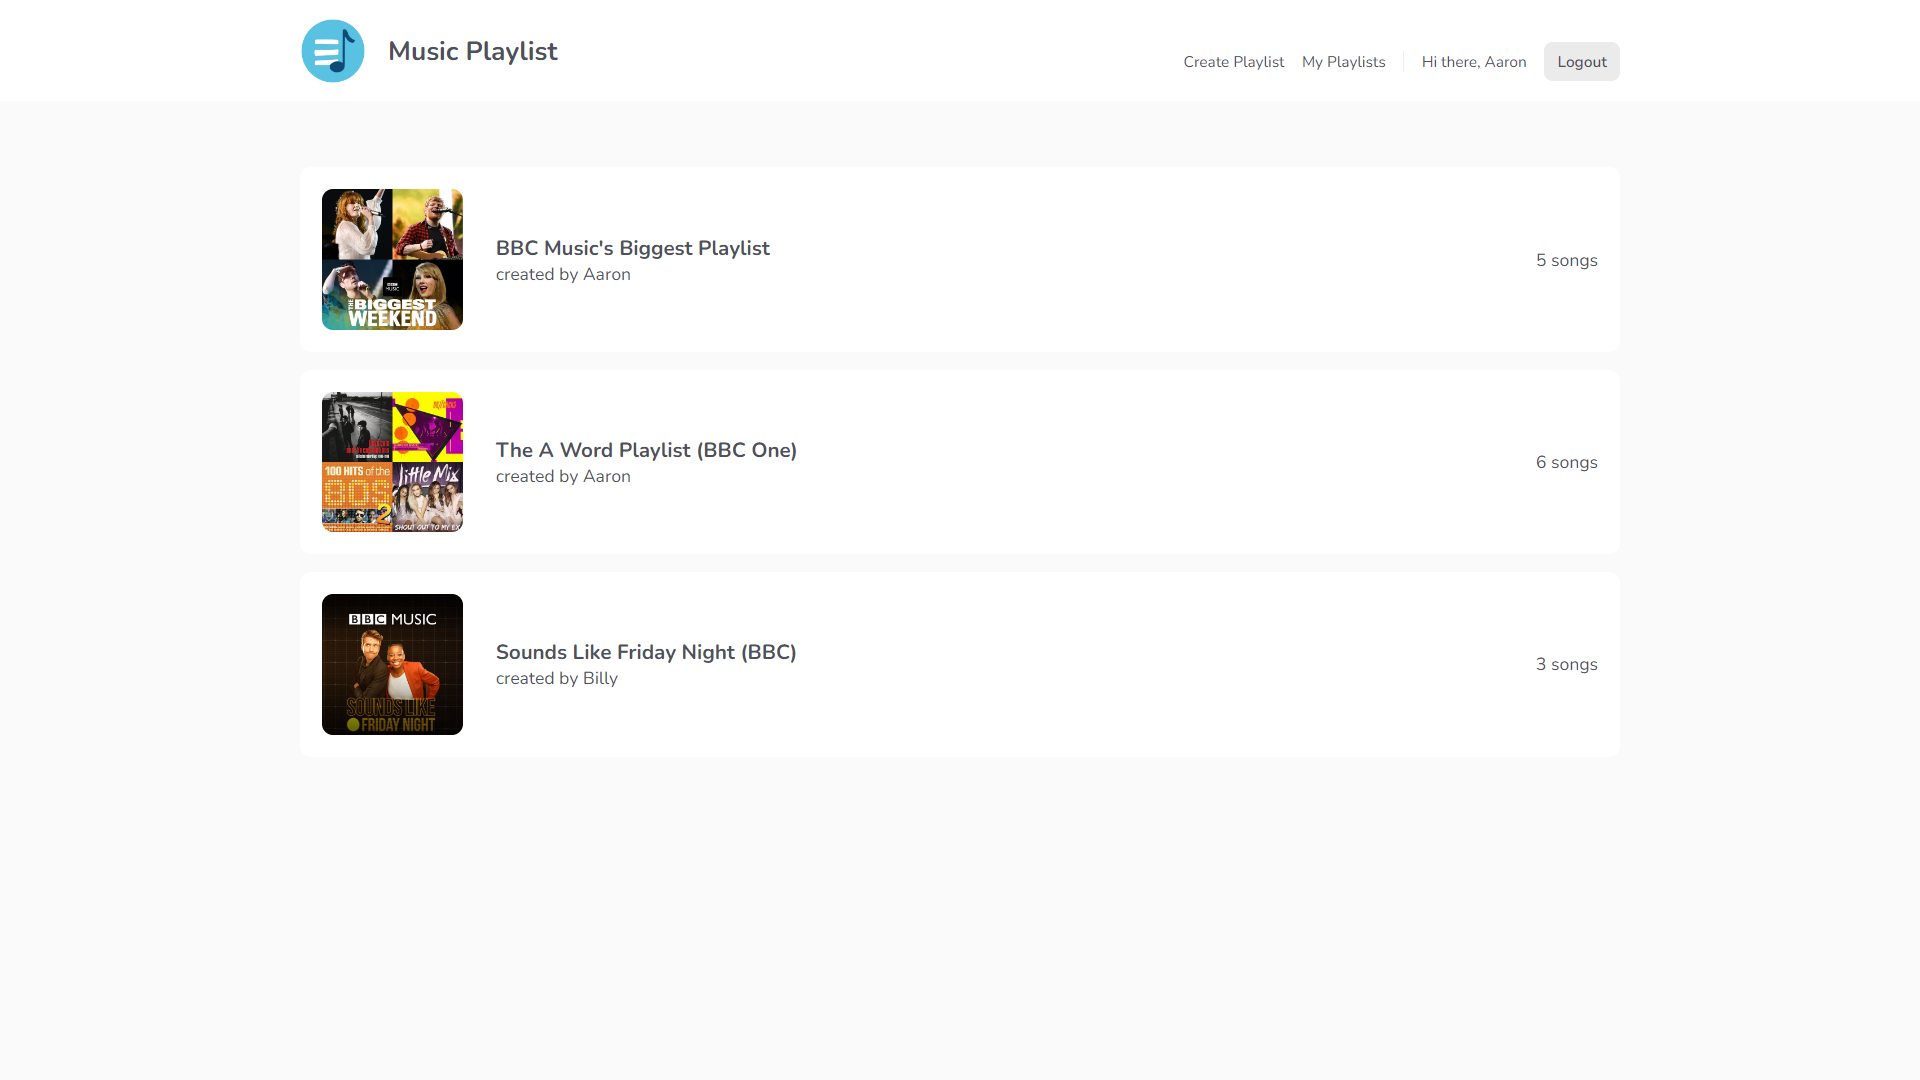 Music Playlist
Create Playlist
My Playlists
Hi there, Aaron
Logout
BBC MUSIC
THE BIGGEST
WEEKEND
BBC Music's Biggest Playlist
created by Aaron
5 songs
100 HITS of the
80s
2
Little Mix
SHOUT OUT TO MY EX
The A Word Playlist (BBC One)
created by Aaron
6 songs
BBC MUSIC
SOUNDS LIKE
FRIDAY NIGHT
Sounds Like Friday Night (BBC)
created by Billy
3 songs